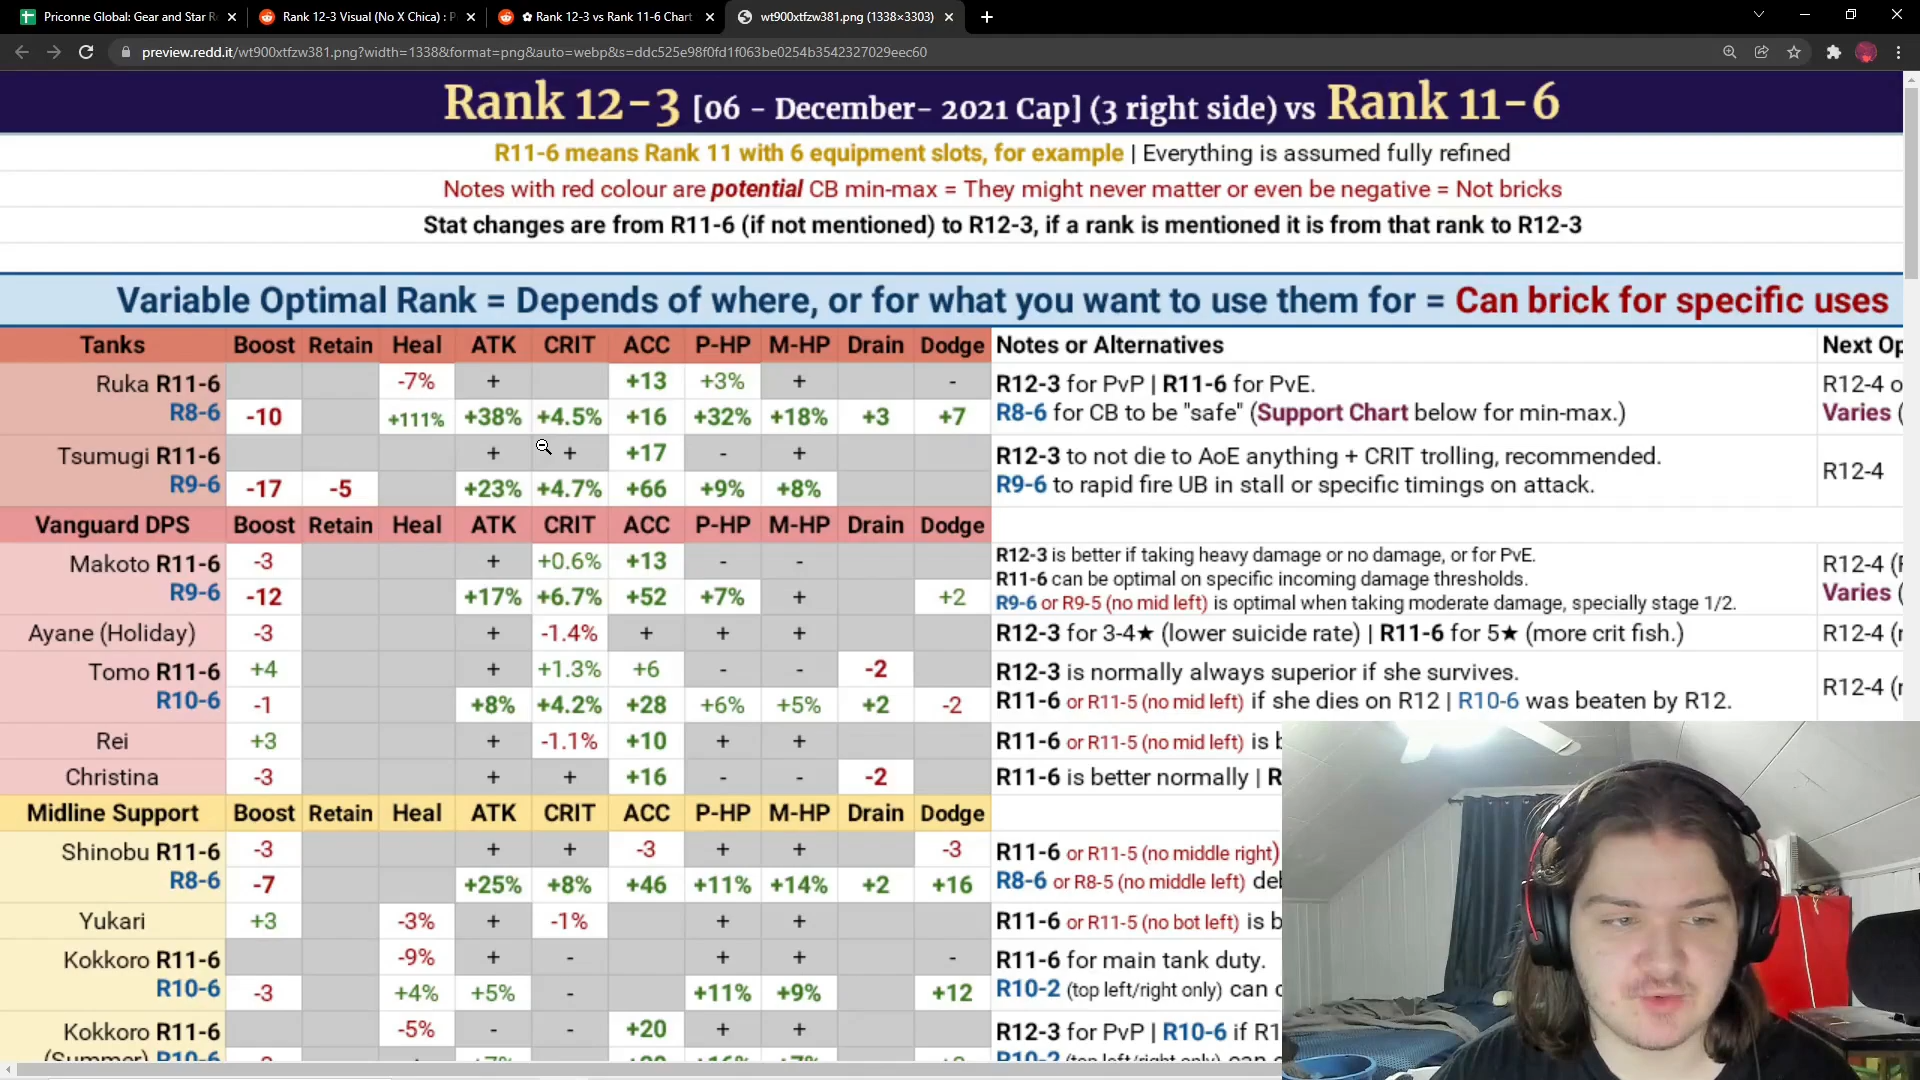 Priconne Global: Gear and Star R
Rank 12-3 Visual (No X Chica) : P
✿ Rank 12-3 vs Rank 11-6 Chart
wt900xtfzw381.png (1338×3303)
preview.redd.it/wt900xtfzw381.png?width=1338&format=png&auto=webp&s=ddc525e98f0fd1f063be0254b3542327029eec60
Rank 12-3 [06 - December- 2021 Cap] (3 right side) vs Rank 11-6
R11-6 means Rank 11 with 6 equipment slots, for example | Everything is assumed fully refined
Notes with red colour are potential CB min-max = They might never matter or even be negative = Not bricks
Stat changes are from R11-6 (if not mentioned) to R12-3, if a rank is mentioned it is from that rank to R12-3
Variable Optimal Rank = Depends of where, or for what you want to use them for = Can brick for specific uses
Tanks Boost Retain Heal ATK CRIT ACC P-HP M-HP Drain Dodge Notes or Alternatives Next Op
Ruka R11-6 -7% + +13 +3% + - R12-3 for PvP | R11-6 for PvE. R12-4 o
R8-6 -10 +111% +38% +4.5% +16 +32% +18% +3 +7 R8-6 for CB to be "safe" (Support Chart below for min-max.) Varies (
Tsumugi R11-6 + + +17 - + R12-3 to not die to AoE anything + CRIT trolling, recommended. R12-4
R9-6 -17 -5 +23% +4.7% +66 +9% +8% R9-6 to rapid fire UB in stall or specific timings on attack.
Vanguard DPS Boost Retain Heal ATK CRIT ACC P-HP M-HP Drain Dodge
Makoto R11-6 -3 + +0.6% +13 - - R12-3 is better if taking heavy damage or no damage, or for PvE. R12-4 (
R11-6 can be optimal on specific incoming damage thresholds.
R9-6 -12 +17% +6.7% +52 +7% + +2 R9-6 or R9-5 (no mid left) is optimal when taking moderate damage, specially stage 1/2. Varies (
Ayane (Holiday) -3 + -1.4% + + + R12-3 for 3-4★ (lower suicide rate) | R11-6 for 5★ (more crit fish.) R12-4 (
Tomo R11-6 +4 + +1.3% +6 - - -2 R12-3 is normally always superior if she survives. R12-4 (
R10-6 -1 +8% +4.2% +28 +6% +5% +2 -2 R11-6 or R11-5 (no mid left) if she dies on R12 | R10-6 was beaten by R12.
Rei +3 + -1.1% +10 + + R11-6 or R11-5 (no mid left) is
Christina -3 + + +16 - - -2 R11-6 is better normally |
Midline Support Boost Retain Heal ATK CRIT ACC P-HP M-HP Drain Dodge
Shinobu R11-6 -3 + + -3 + + -3 R11-6 or R11-5 (no middle right)
R8-6 -7 +25% +8% +46 +11% +14% +2 +16 R8-6 or R8-5 (no middle left)
Yukari +3 -3% + -1% + + R11-6 or R11-5 (no bot left) is
Kokkoro R11-6 -9% + - + + - R11-6 for main tank duty.
R10-6 -3 +4% +5% - +11% +9% +12 R10-2 (top left/right only) can
Kokkoro R11-6 -5% - - +20 + + R12-3 for PvP | R10-6 if R1
(Summer) R10-6 R10-2 (top left/right only) can